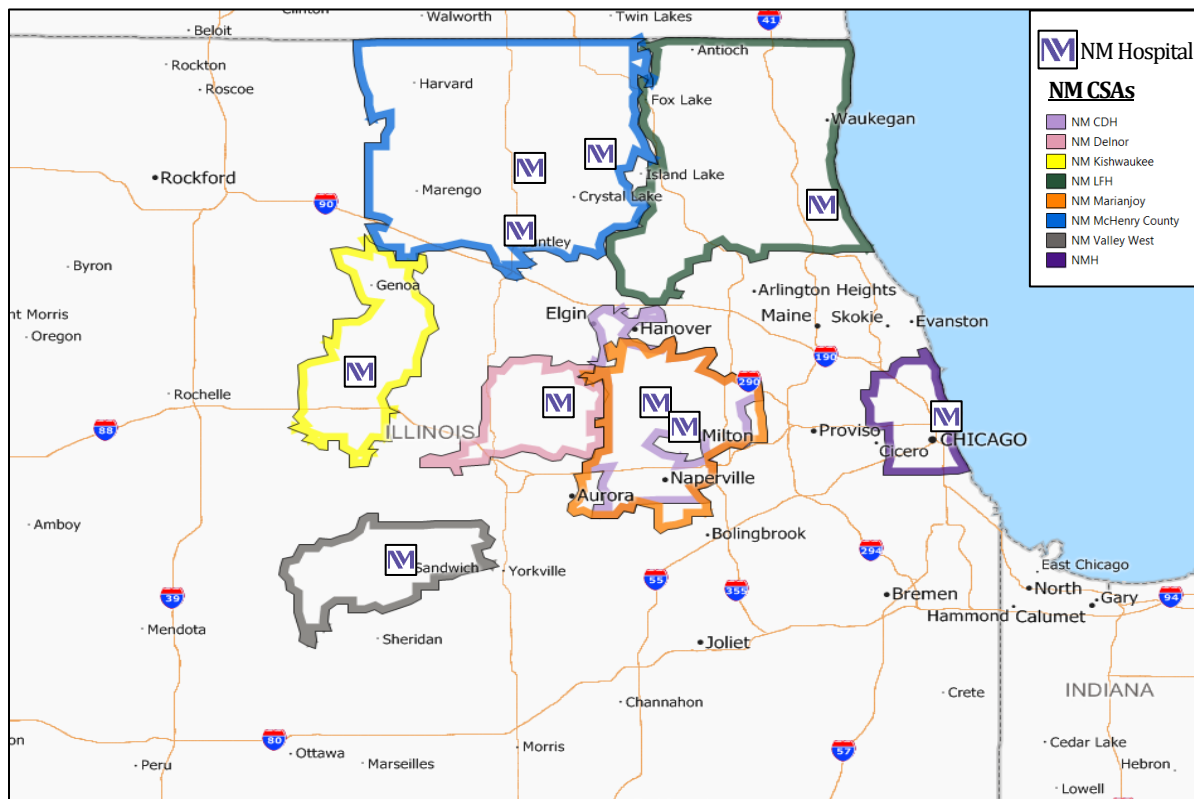 Clinton
Walworth
Twin Lakes
41
Beloit
Antioch
Rockton
Roscoe
Harvard
Fox Lake
Waukegan
Rockford
Marengo
Crystal Lake
Island Lake
90
ntley
Byron
Genoa
Arlington Heights
nt Morris
Oregon
Elgin
Hanover
Maine
Skokie
Evanston
190
290
Rochelle
88
ILLINOIS
Milton
Proviso
Cicero
CHICAGO
Aurora
Naperville
Amboy
Bolingbrook
294
Sandwich
Yorkville
55
355
East Chicago
North
39
Bremen
Gary
94
Hammond
Calumet
Mendota
Sheridan
Joliet
Channahon
Crete
INDIANA
on
80
Ottawa
Morris
57
Cedar Lake
Peru
Marseilles
Hebron
Lowell
NM Hospital
NM CSAs
NM CDH
NM Delnor
NM Kishwaukee
NM LFH
NM Marianjoy
NM McHenry County
NM Valley West
NMH